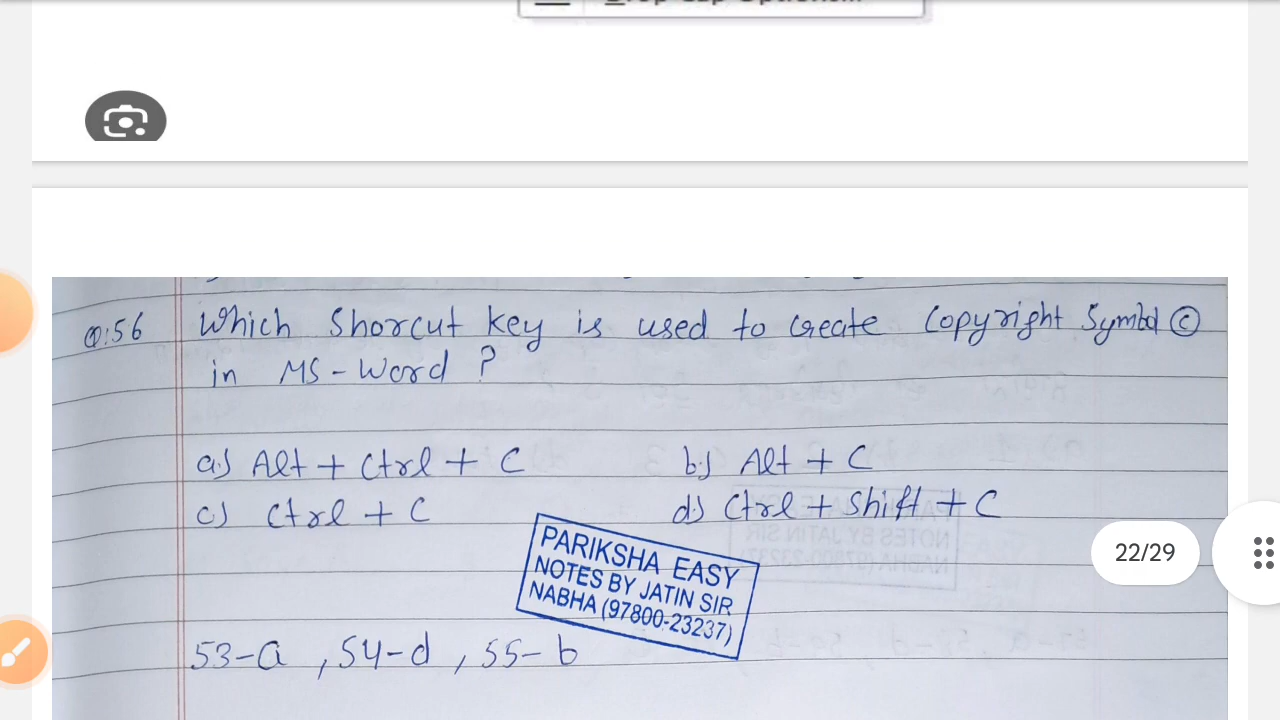 Q:56 Which Shorcut key is used to Create Copyright Symbol ©
in MS-Word ?
a) Alt + Ctrl + C
b) Alt + C
c) Ctrl + C
d) Ctrl + Shift + C
PARIKSHA EASY
NOTES BY JATIN SIR
NABHA (97800-23237)
53-a , 54-d , 55-b
22/29